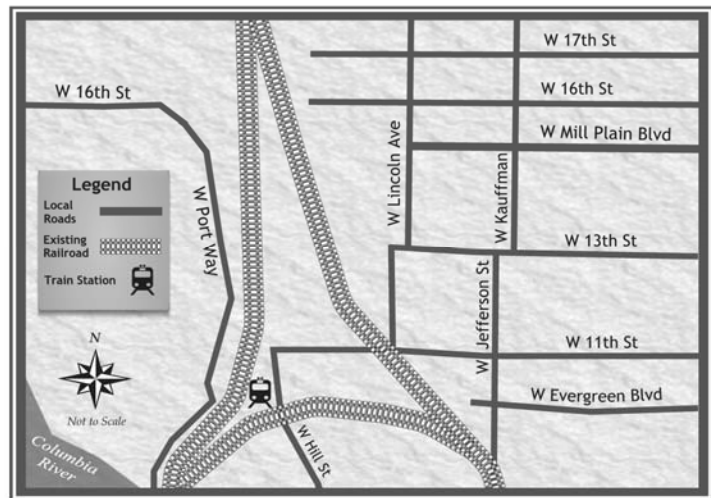 W 17th St
W 16th St
W 16th St
W Mill Plain Blvd
W Lincoln Ave
W Kauffman
W Port Way
Legend
Local
Roads
Existing
Railroad
Train Station
W 13th St
W Jefferson St
W 11th St
N
Not to Scale
W Evergreen Blvd
W Hill St
Columbia
River